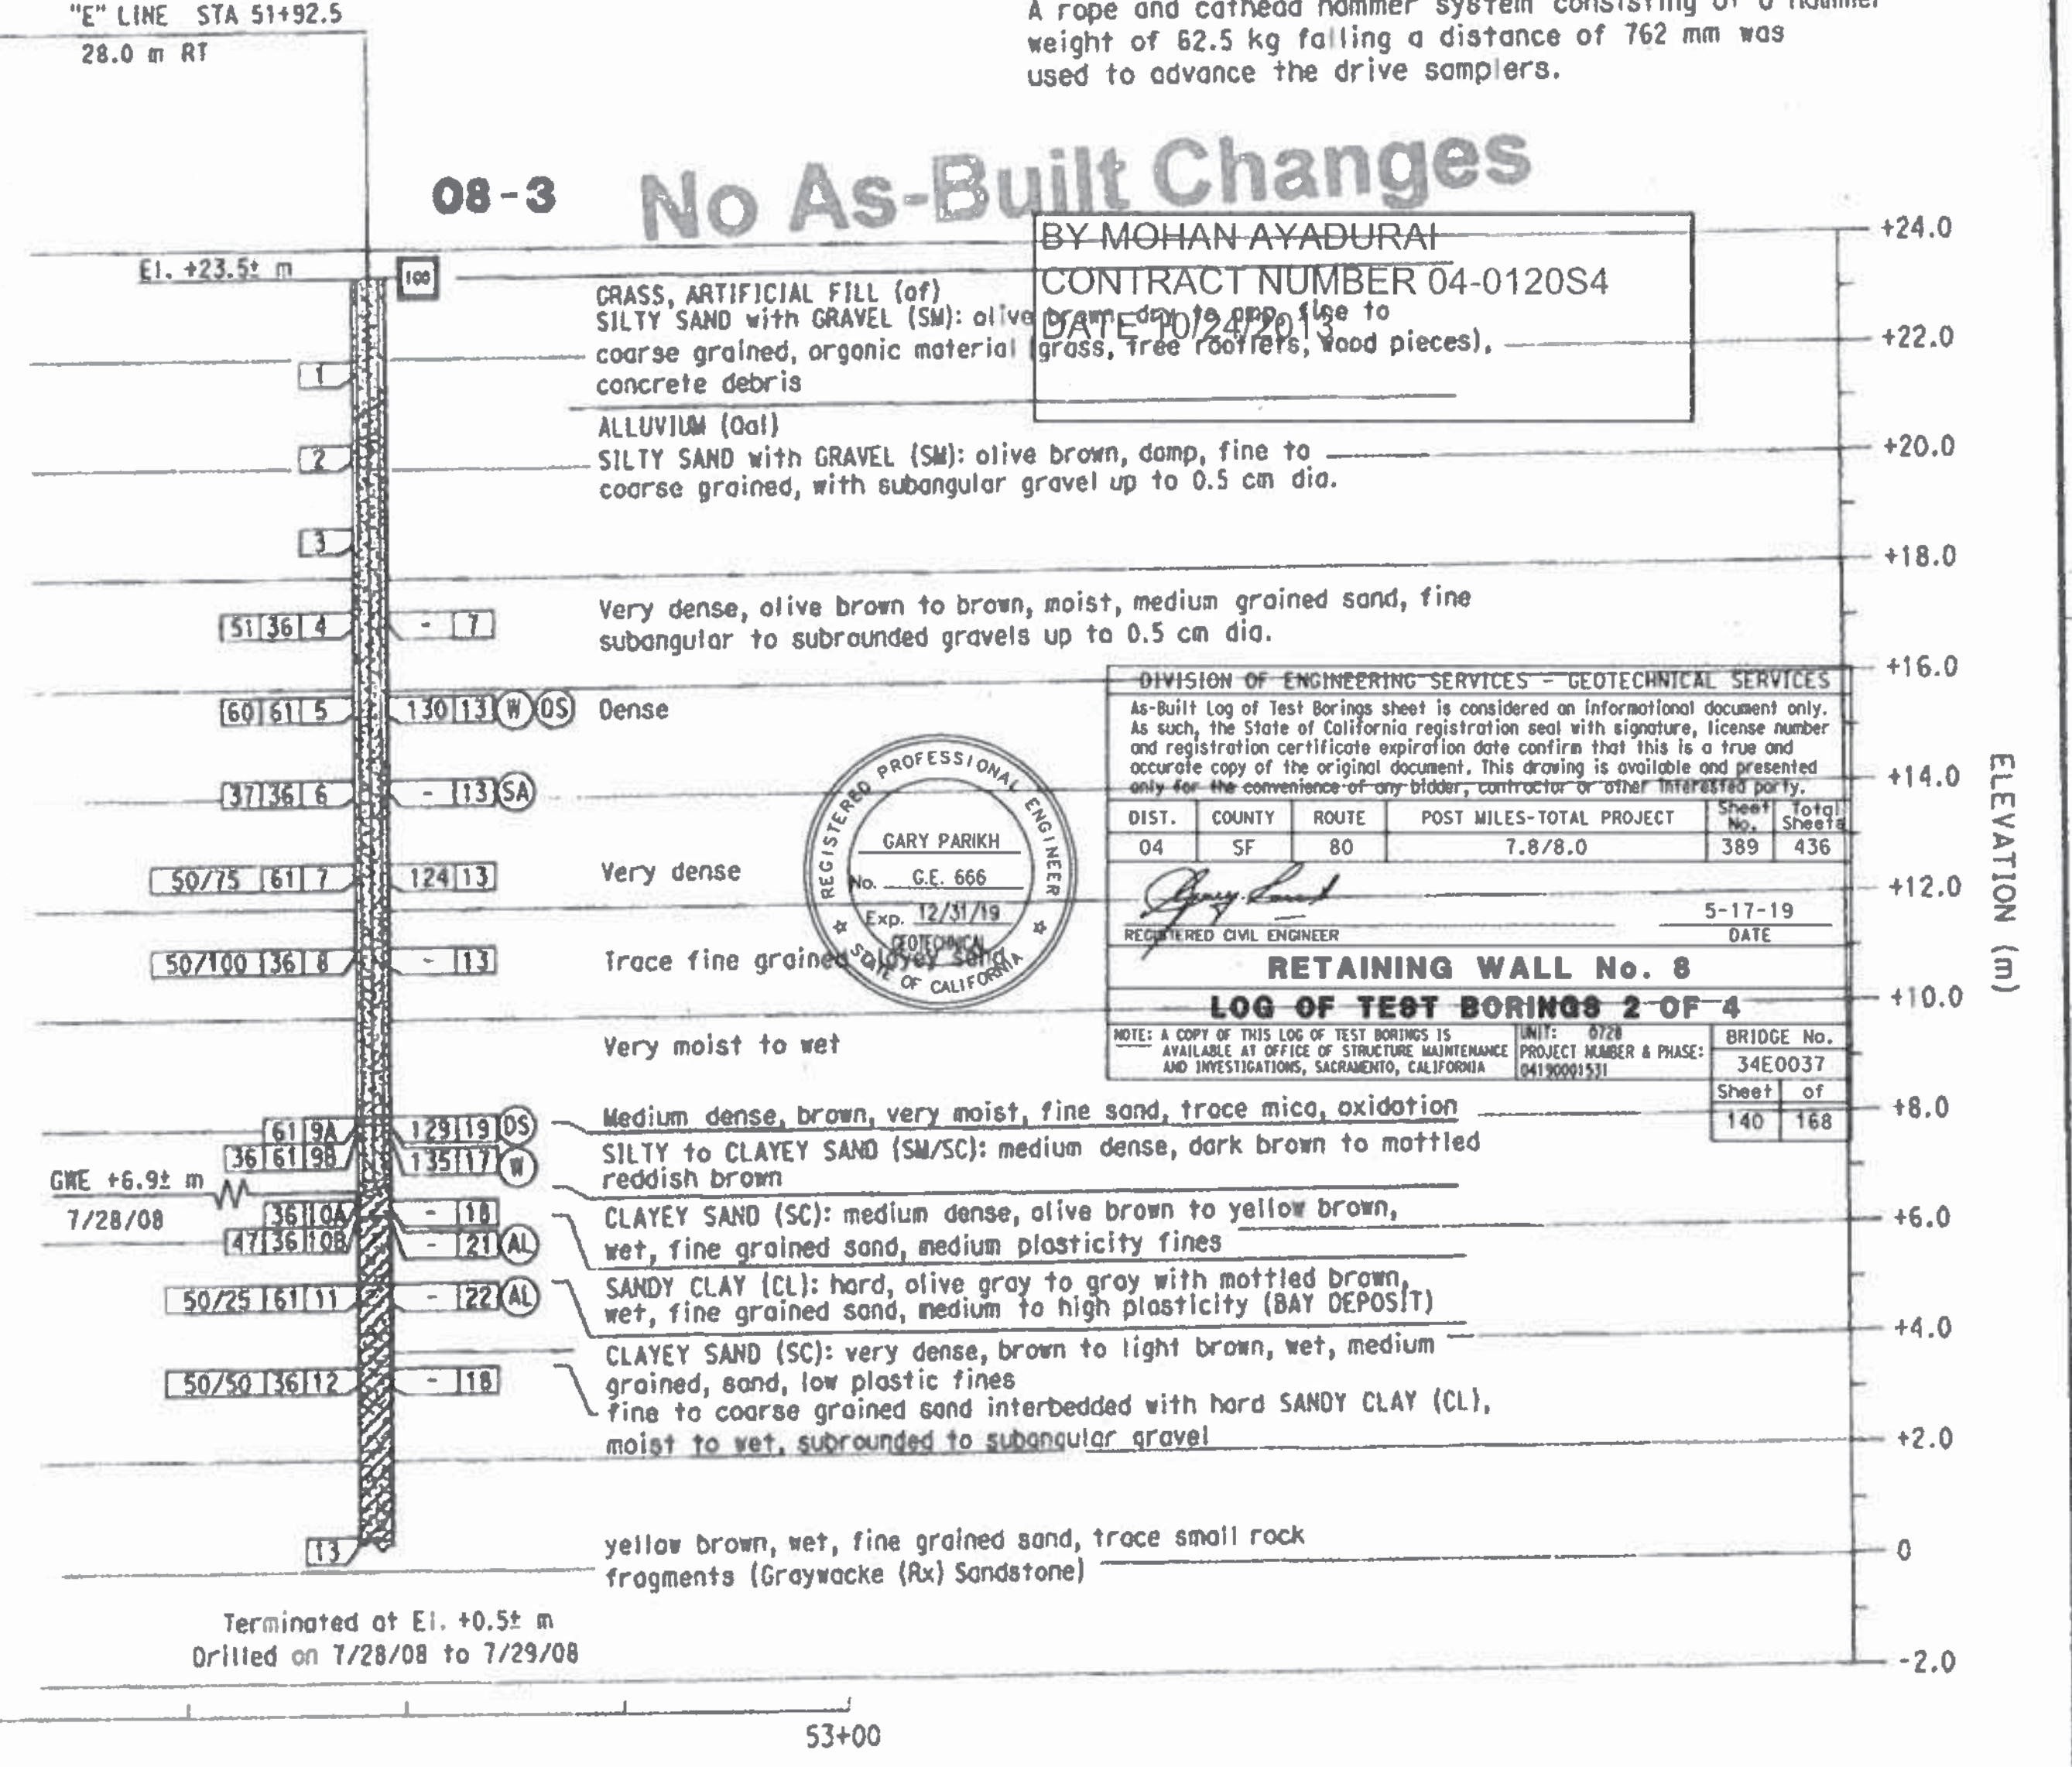 "E" LINE STA 51+92.5
28.0 m RT
A rope and cathead hammer system consisting of a hammer
weight of 62.5 kg falling a distance of 762 mm was
used to advance the drive samplers.
08-3
No As-Built Changes
BY MOHAN AYADURAI
CONTRACT NUMBER 04-0120S4
DATE 10/24/2013
El. +23.5± m
100
GRASS, ARTIFICIAL FILL (af)
SILTY SAND with GRAVEL (SM): olive brown, dry to damp, fine to
coarse grained, organic material (grass, tree rootlets, wood pieces),
concrete debris
1
ALLUVIUM (Qal)
SILTY SAND with GRAVEL (SM): olive brown, damp, fine to
coarse grained, with subangular gravel up to 0.5 cm dia.
2
3
Very dense, olive brown to brown, moist, medium grained sand, fine
subangular to subrounded gravels up to 0.5 cm dia.
51 36 4 - 7
60 61 5 130 13 W DS Dense
37 36 6 - 13 SA
50/75 61 7 124 13 Very dense
50/100 36 8 - 13 Trace fine grained clayey sand
Very moist to wet
61 9A 129 19 DS Medium dense, brown, very moist, fine sand, trace mica, oxidation
36 61 9B 135 17 W SILTY to CLAYEY SAND (SM/SC): medium dense, dark brown to mottled
reddish brown
GWE +6.9± m
7/28/08
36 10A - 18 CLAYEY SAND (SC): medium dense, olive brown to yellow brown,
47 36 10B - 21 AL wet, fine grained sand, medium plasticity fines
50/25 61 11 - 22 AL SANDY CLAY (CL): hard, olive gray to gray with mottled brown,
wet, fine grained sand, medium to high plasticity (BAY DEPOSIT)
CLAYEY SAND (SC): very dense, brown to light brown, wet, medium
50/50 36 12 - 18 grained, sand, low plastic fines
fine to coarse grained sand interbedded with hard SANDY CLAY (CL),
moist to wet, subrounded to subangular gravel
13
yellow brown, wet, fine grained sand, trace small rock
fragments (Graywacke (Rx) Sandstone)
Terminated at El. +0.5± m
Drilled on 7/28/08 to 7/29/08
53+00
REGISTERED PROFESSIONAL ENGINEER
GARY PARIKH
No. G.E. 666
Exp. 12/31/19
GEOTECHNICAL
STATE OF CALIFORNIA
DIVISION OF ENGINEERING SERVICES - GEOTECHNICAL SERVICES
As-Built Log of Test Borings sheet is considered an informational document only.
As such, the State of California registration seal with signature, license number
and registration certificate expiration date confirm that this is a true and
accurate copy of the original document. This drawing is available and presented
only for the convenience of any bidder, contractor or other interested party.
DIST. COUNTY ROUTE POST MILES-TOTAL PROJECT Sheet No. Total Sheets
04 SF 80 7.8/8.0 389 436
5-17-19
REGISTERED CIVIL ENGINEER DATE
RETAINING WALL No. 8
LOG OF TEST BORINGS 2 OF 4
NOTE: A COPY OF THIS LOG OF TEST BORINGS IS
AVAILABLE AT OFFICE OF STRUCTURE MAINTENANCE
AND INVESTIGATIONS, SACRAMENTO, CALIFORNIA
UNIT: 0728
PROJECT NUMBER & PHASE:
04190001531
BRIDGE No.
34E0037
Sheet of
140 168
+24.0
+22.0
+20.0
+18.0
+16.0
+14.0
+12.0
+10.0
+8.0
+6.0
+4.0
+2.0
0
-2.0
ELEVATION (m)